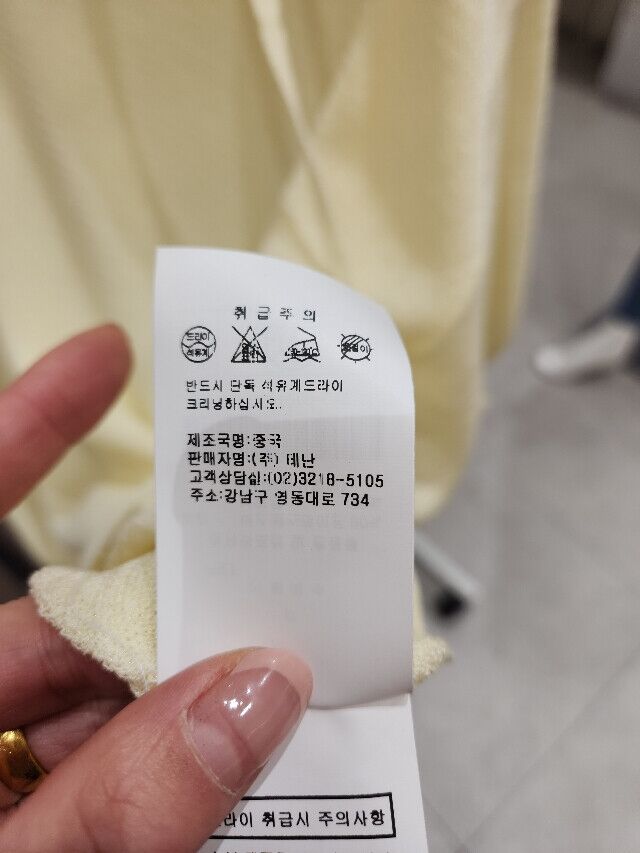 취급주의
드라이
석유계
반드시 단독 석유계드라이
크리닝하십시오.
제조국명:중국
판매자명:(주) 데난
고객상담실:(02)3218-5105
주소:강남구 영동대로 734
라이 취급시 주의사항